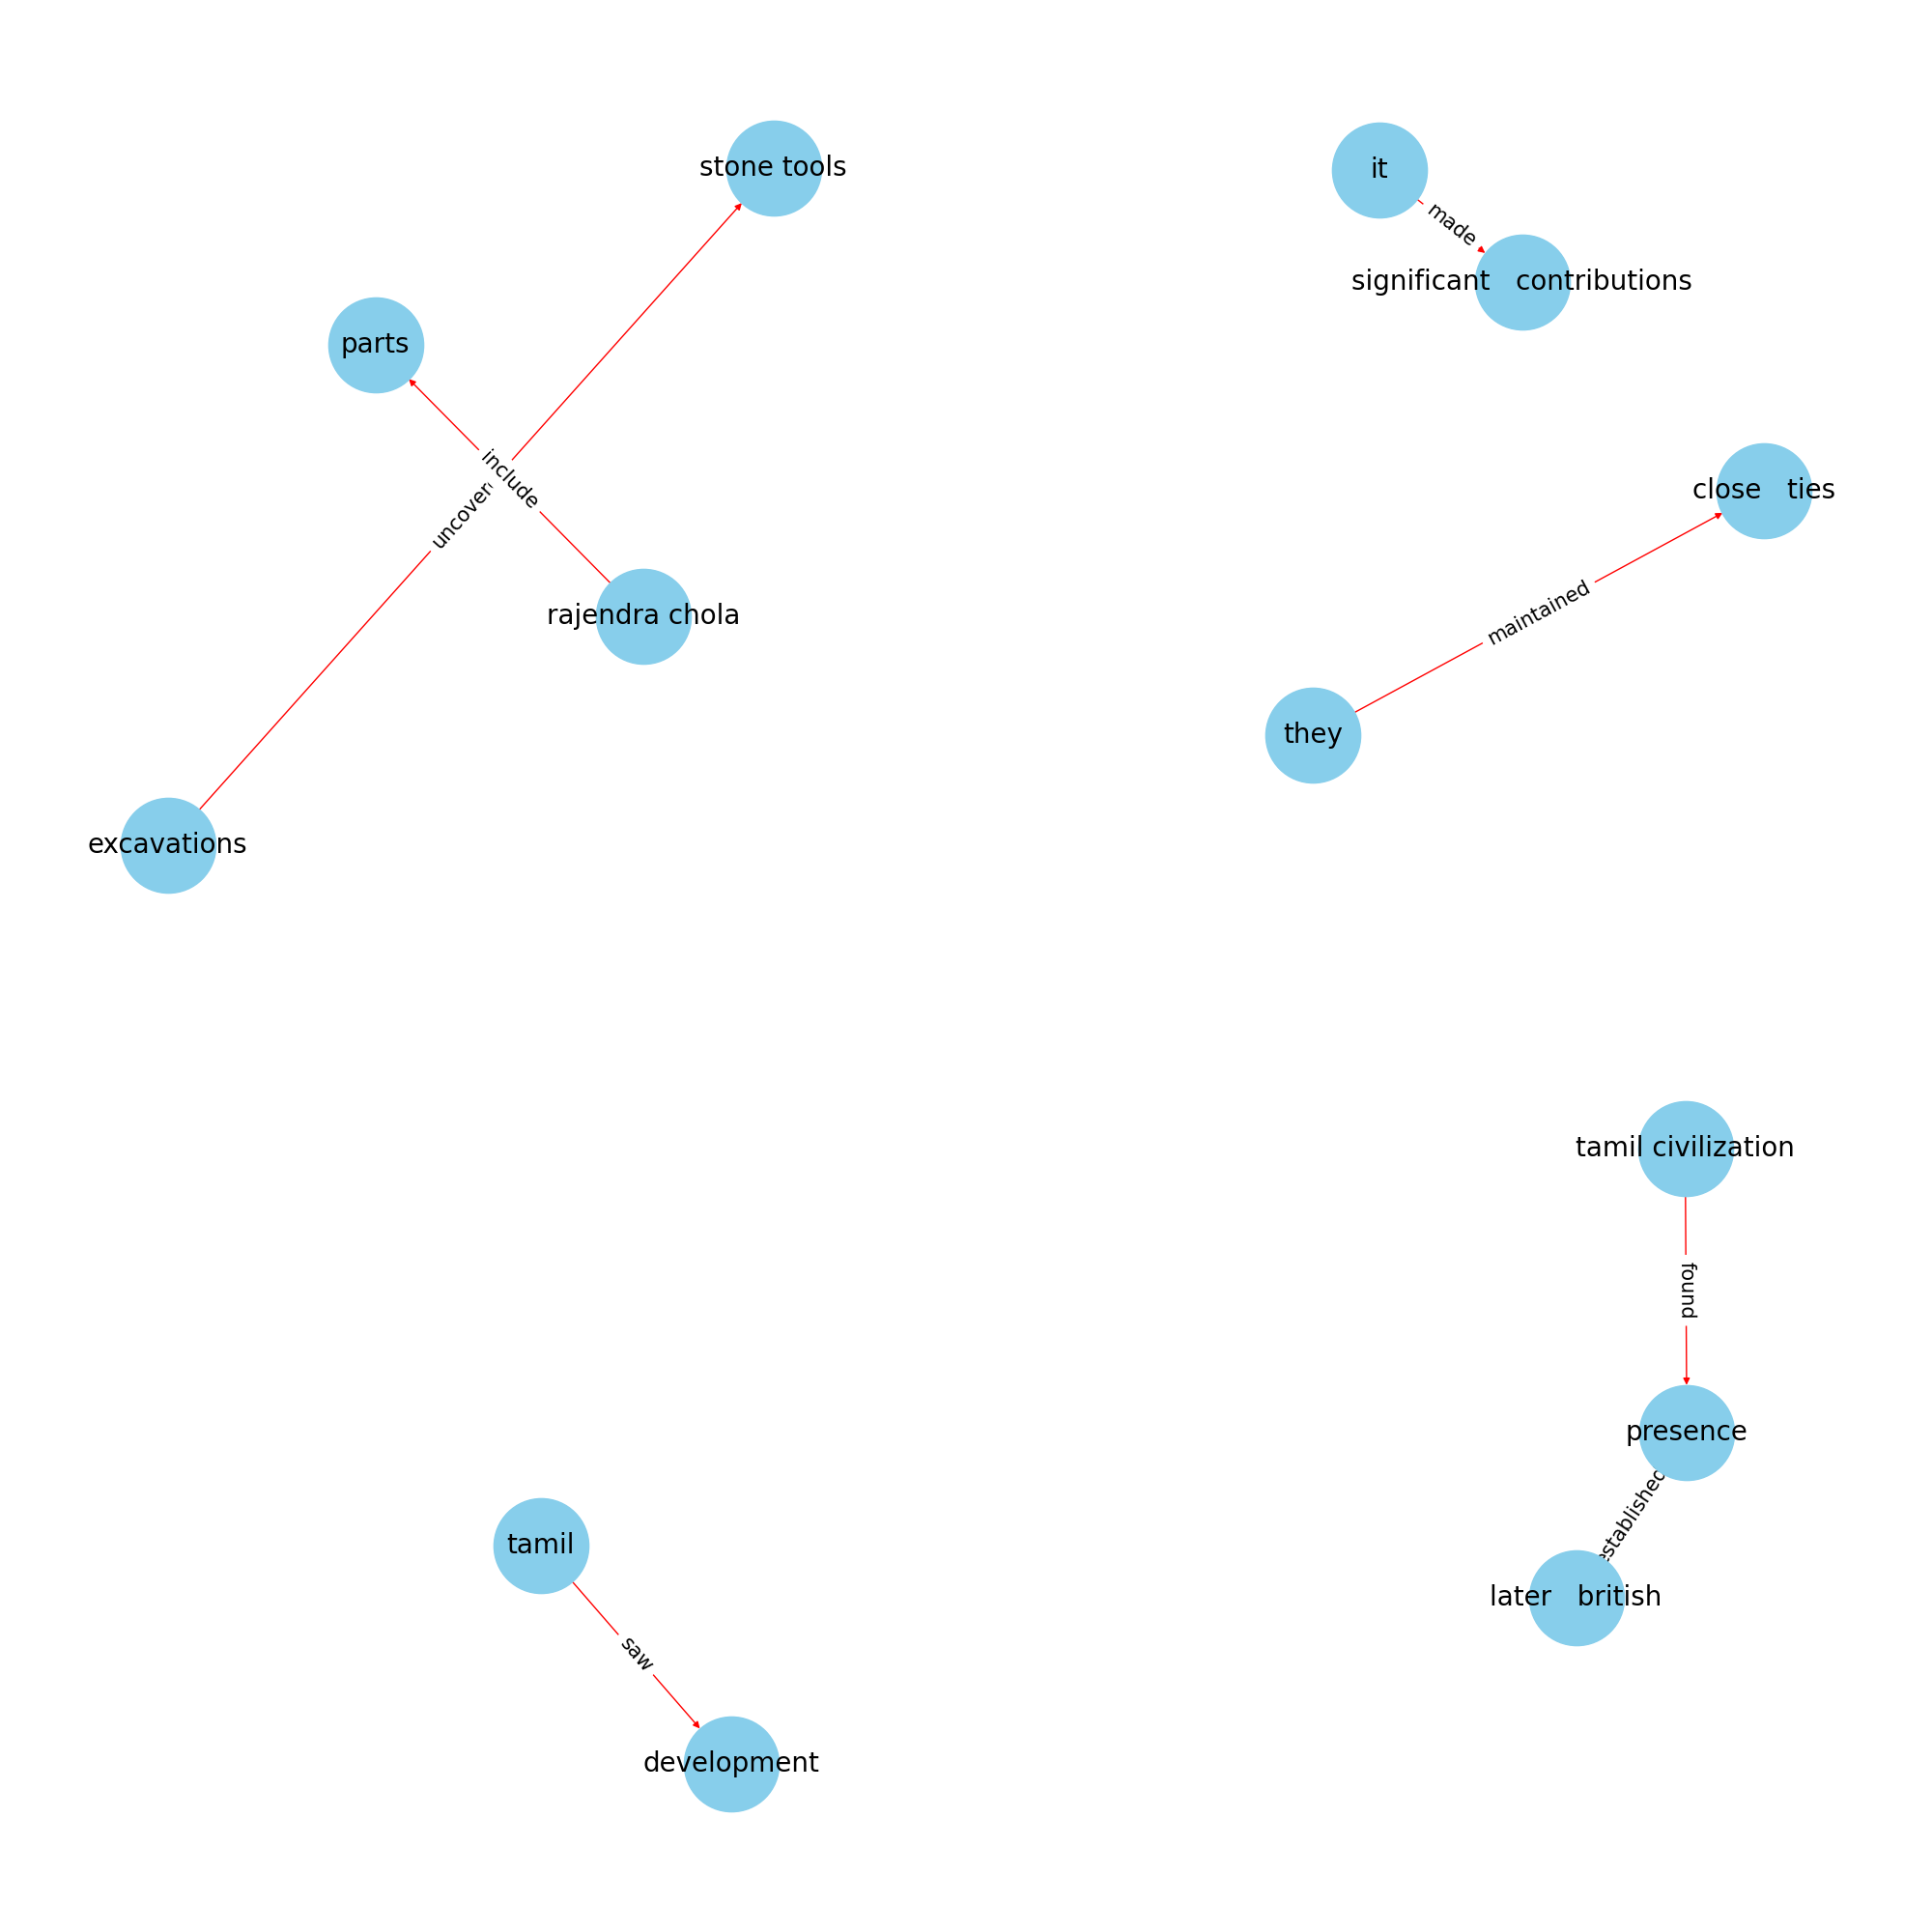 stone tools
it
made
significant   contributions
parts
include
close   ties
uncover
maintained
rajendra chola
they
excavations
tamil civilization
found
presence
established
tamil
later   british
saw
development